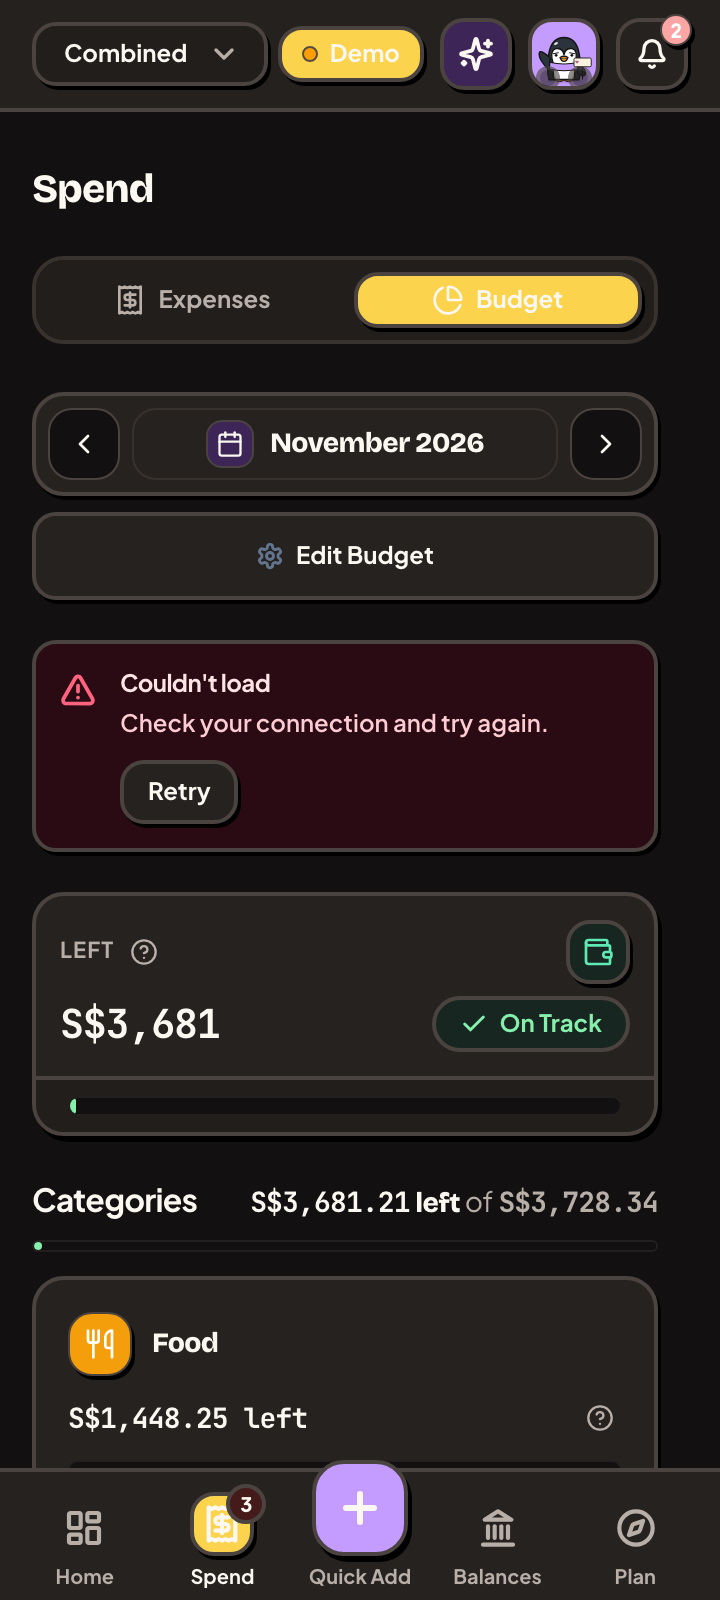 Combined
Demo
2
Spend
Expenses
Budget
November 2026
Edit Budget
Couldn't load
Check your connection and try again.
Retry
LEFT
S$3,681
On Track
Categories
S$3,681.21 left of S$3,728.34
Food
S$1,448.25 left
3
Home
Spend
Quick Add
Balances
Plan